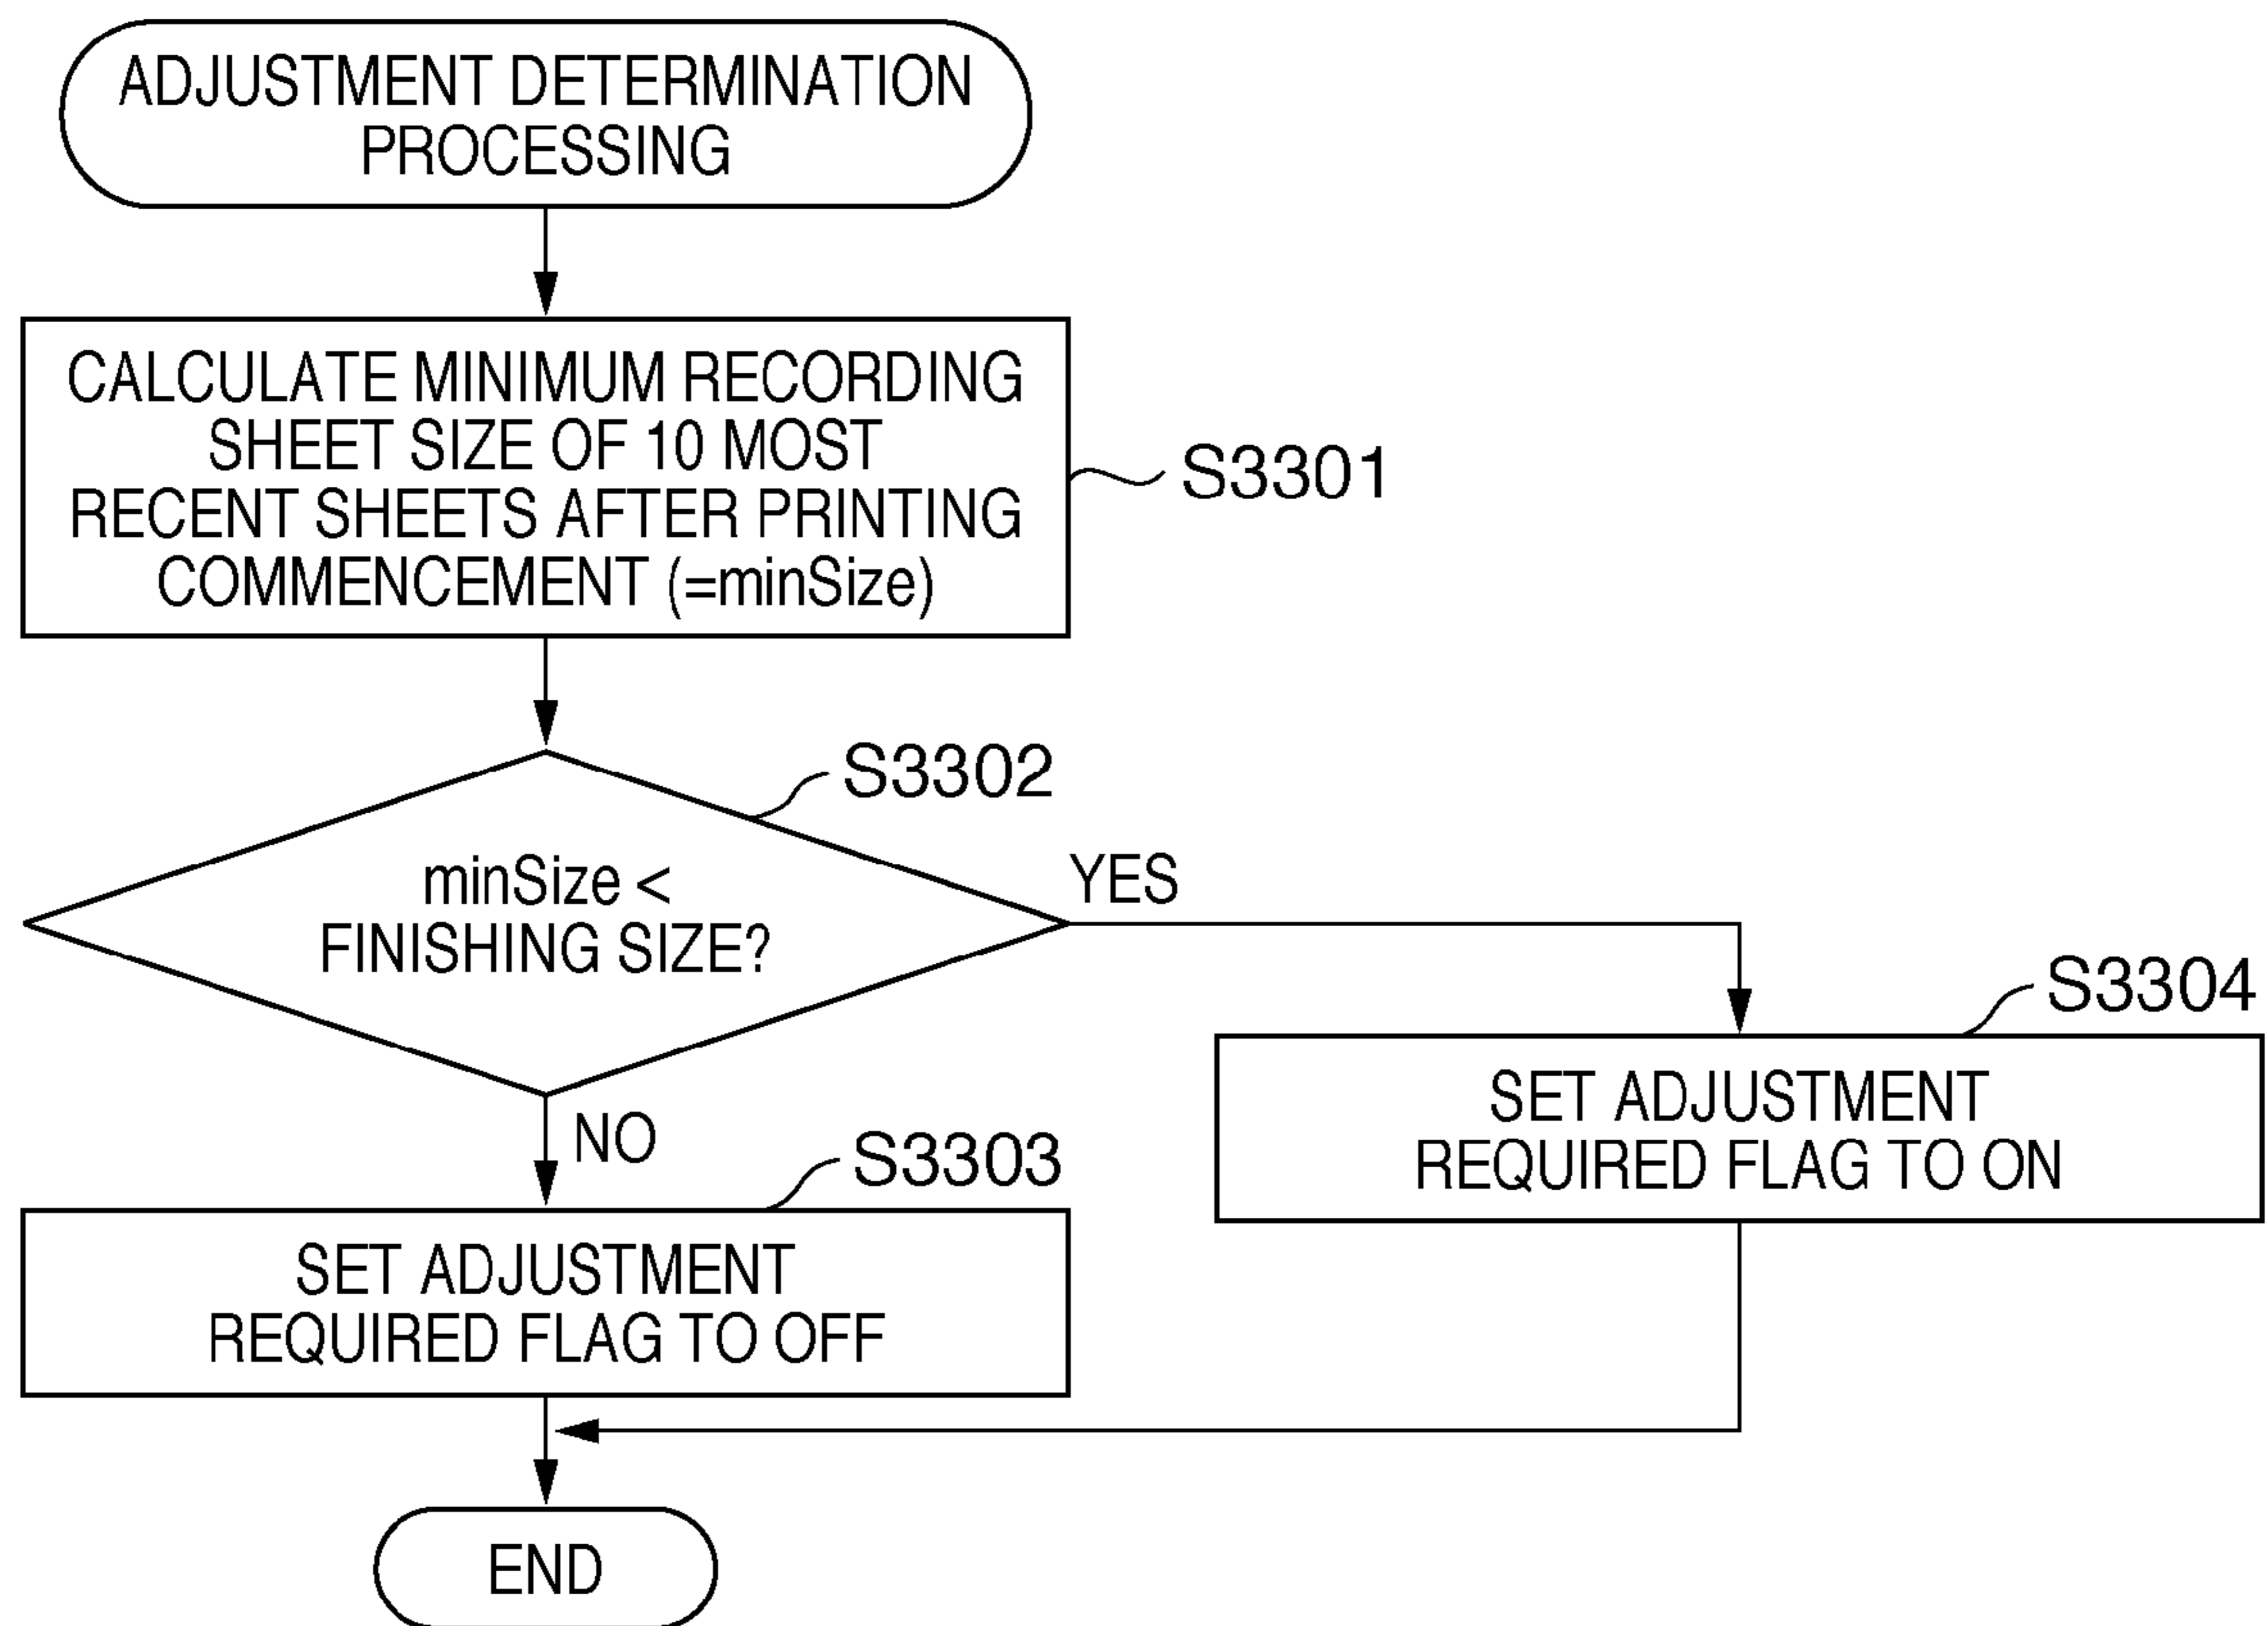 ADJUSTMENT DETERMINATION
PROCESSING
CALCULATE MINIMUM RECORDING
SHEET SIZE OF 10 MOST
RECENT SHEETS AFTER PRINTING
COMMENCEMENT (=minSize)
S3301
S3302
minSize <
FINISHING SIZE?
YES
NO
S3304
SET ADJUSTMENT
REQUIRED FLAG TO ON
S3303
SET ADJUSTMENT
REQUIRED FLAG TO OFF
END